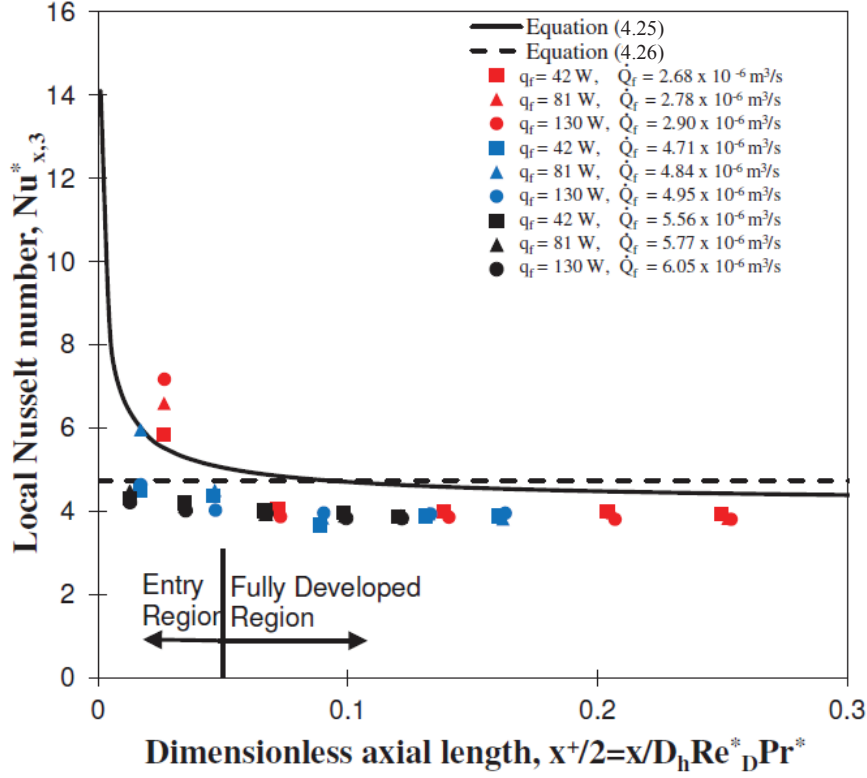 16
14
12
10
8
6
4
2
0
Local Nusselt number, Nu*x,3
Equation (4.25)
Equation (4.26)
qf = 42 W, Q̇f = 2.68 x 10⁻⁶ m³/s
qf = 81 W, Q̇f = 2.78 x 10⁻⁶ m³/s
qf = 130 W, Q̇f = 2.90 x 10⁻⁶ m³/s
qf = 42 W, Q̇f = 4.71 x 10⁻⁶ m³/s
qf = 81 W, Q̇f = 4.84 x 10⁻⁶ m³/s
qf = 130 W, Q̇f = 4.95 x 10⁻⁶ m³/s
qf = 42 W, Q̇f = 5.56 x 10⁻⁶ m³/s
qf = 81 W, Q̇f = 5.77 x 10⁻⁶ m³/s
qf = 130 W, Q̇f = 6.05 x 10⁻⁶ m³/s
Entry
Region
Fully Developed
Region
0 0.1 0.2 0.3
Dimensionless axial length, x⁺/2=x/DhRe*DPr*